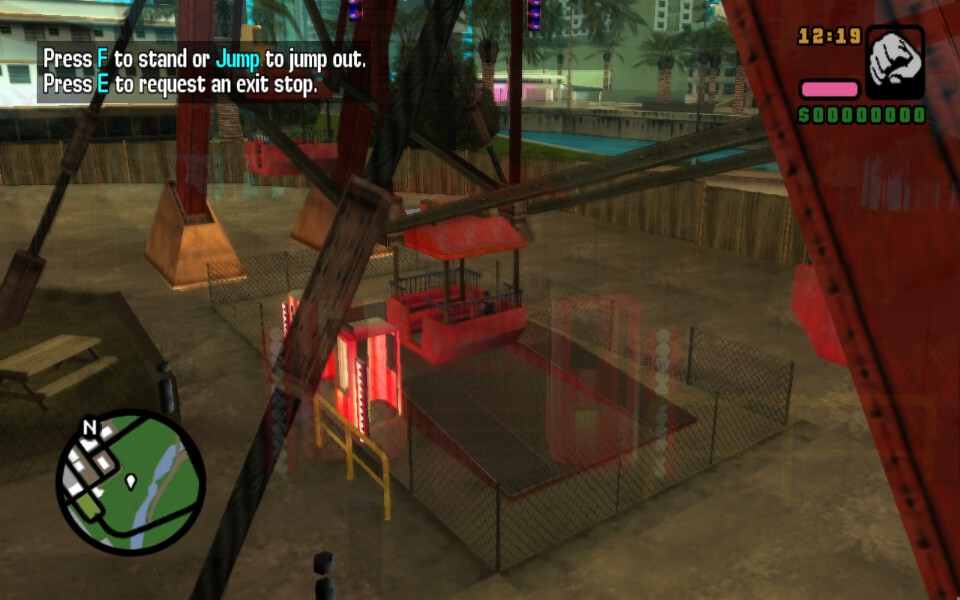 Press F to stand or Jump to jump out.
Press E to request an exit stop.
12:19
$00000000
N